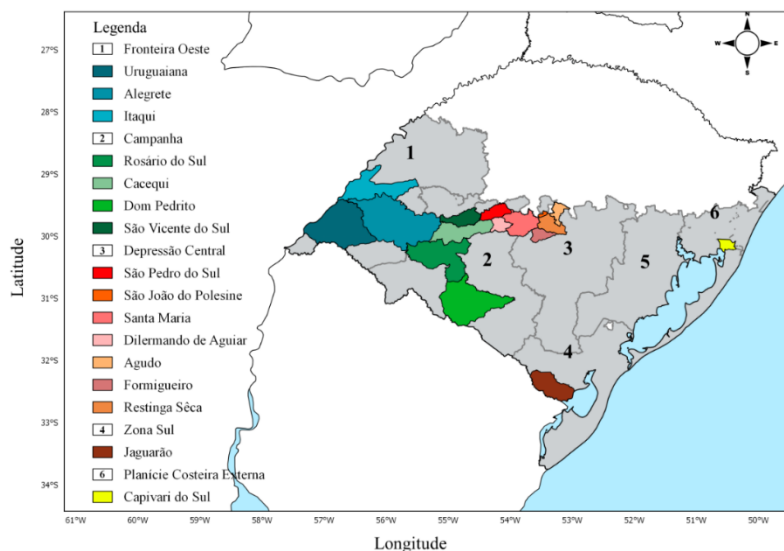 Legenda
1 Fronteira Oeste
Uruguaiana
Alegrete
Itaqui
2 Campanha
Rosário do Sul
Cacequi
Dom Pedrito
São Vicente do Sul
3 Depressão Central
São Pedro do Sul
São João do Polesine
Santa Maria
Dilermando de Aguiar
Agudo
Formigueiro
Restinga Sêca
4 Zona Sul
Jaguarão
6 Planície Costeira Externa
Capivari do Sul
N
W E
S
1
2
3
4
5
6
Latitude
27°S
28°S
29°S
30°S
31°S
32°S
33°S
34°S
61°W 60°W 59°W 58°W 57°W 56°W 55°W 54°W 53°W 52°W 51°W 50°W
Longitude